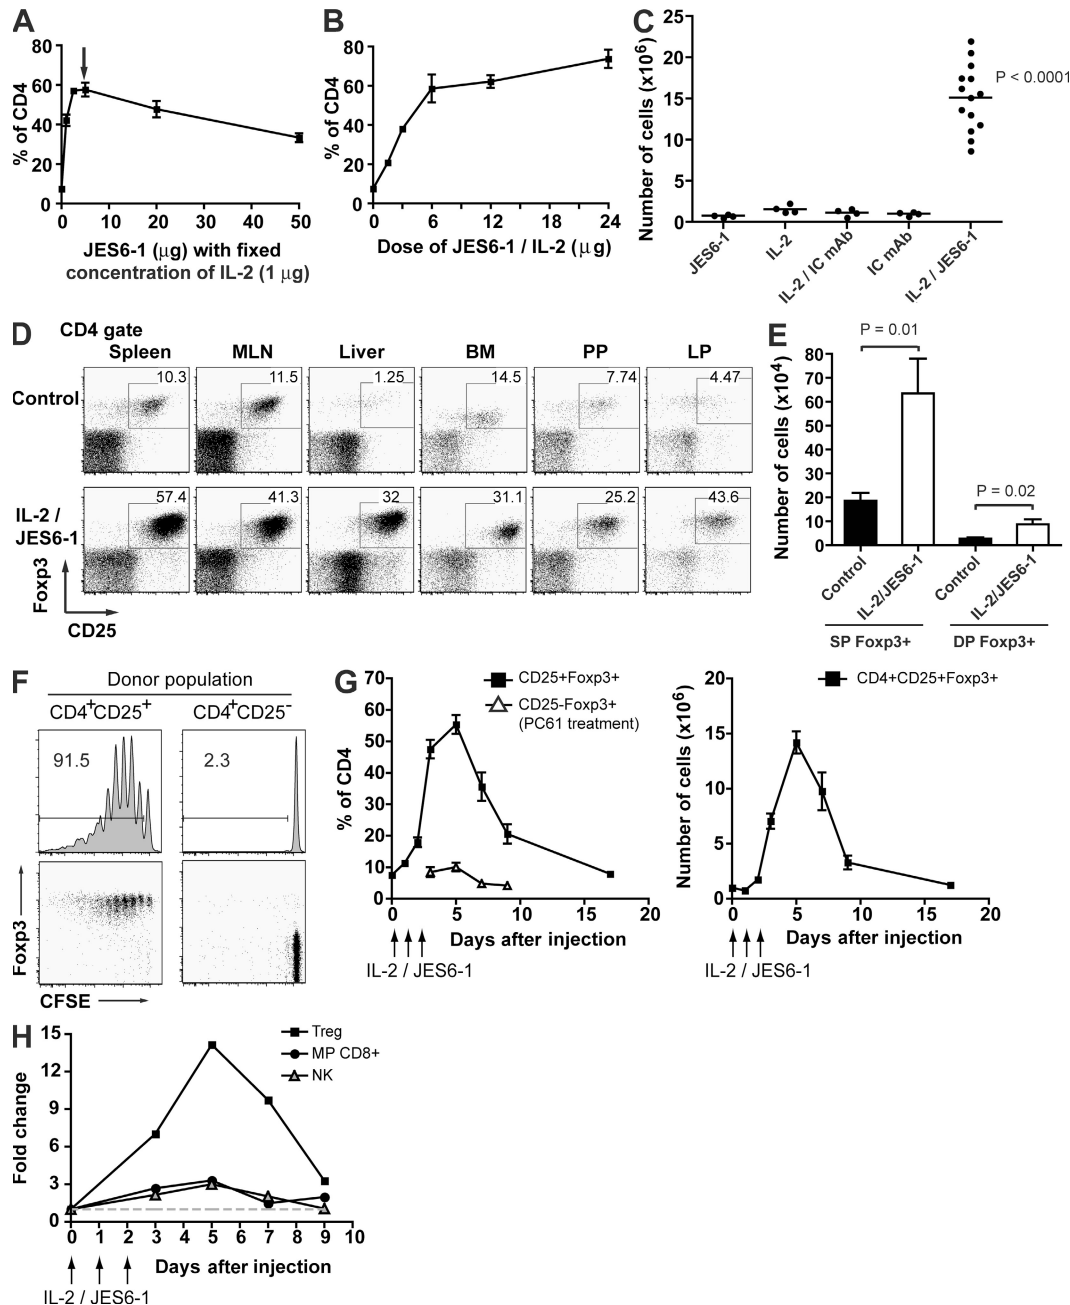 A
% of CD4
80
60
40
20
0
0 10 20 30 40 50
JES6-1 (μg) with fixed
concentration of IL-2 (1 μg)
B
% of CD4
80
60
40
20
0
0 6 12 18 24
Dose of JES6-1 / IL-2 (μg)
C
Number of cells (x10⁶)
25
20
15
10
5
0
P < 0.0001
JES6-1
IL-2
IL-2 / IC mAb
IC mAb
IL-2 / JES6-1
D
CD4 gate
Spleen MLN Liver BM PP LP
Control
10.3 11.5 1.25 14.5 7.74 4.47
IL-2 /
JES6-1
57.4 41.3 32 31.1 25.2 43.6
Foxp3
CD25
E
Number of cells (x10⁴)
80
70
60
50
40
30
20
10
0
P = 0.01
P = 0.02
Control
IL-2/JES6-1
Control
IL-2/JES6-1
SP Foxp3+
DP Foxp3+
F
Donor population
CD4⁺CD25⁺ CD4⁺CD25⁻
91.5 2.3
Foxp3
CFSE
G
% of CD4
70
60
50
40
30
20
10
0
CD25+Foxp3+
CD25-Foxp3+
(PC61 treatment)
0 5 10 15 20
Days after injection
IL-2 / JES6-1
Number of cells (x10⁶)
20
15
10
5
0
CD4+CD25+Foxp3+
0 5 10 15 20
Days after injection
IL-2 / JES6-1
H
Fold change
15
12
9
6
3
0
Treg
MP CD8+
NK
0 1 2 3 4 5 6 7 8 9 10
Days after injection
IL-2 / JES6-1